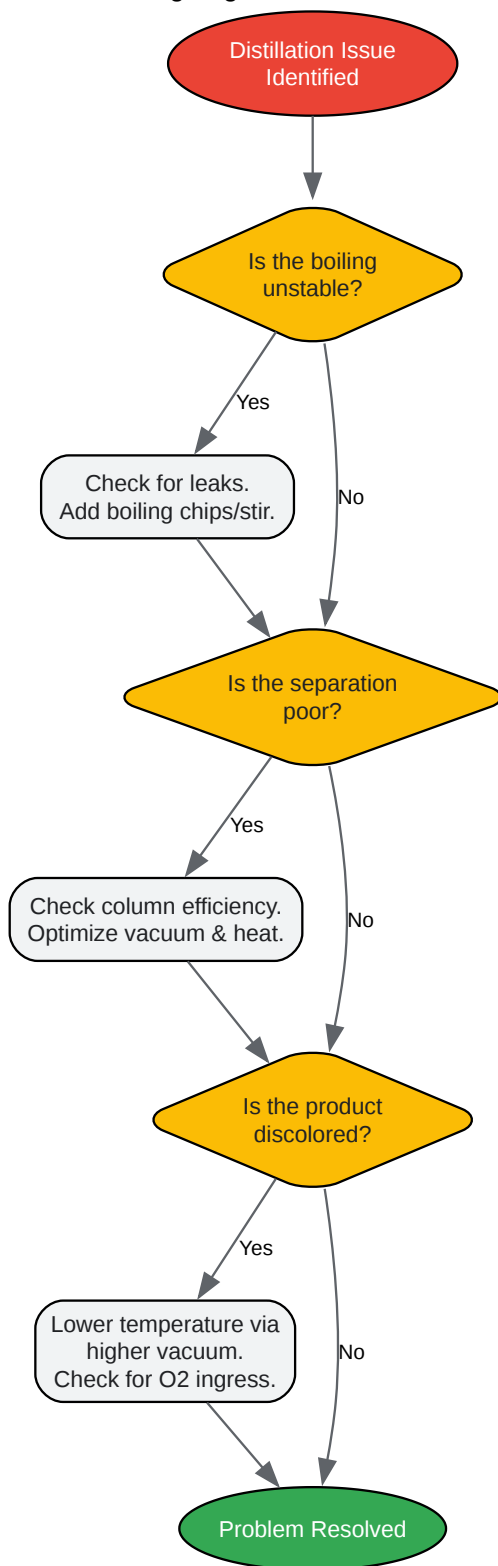 Distillation Issue
Identified
Is the boiling
unstable?
Yes
No
Check for leaks.
Add boiling chips/stir.
Is the separation
poor?
Yes
No
Check column efficiency.
Optimize vacuum & heat.
Is the product
discolored?
Yes
No
Lower temperature via
higher vacuum.
Check for O2 ingress.
Problem Resolved